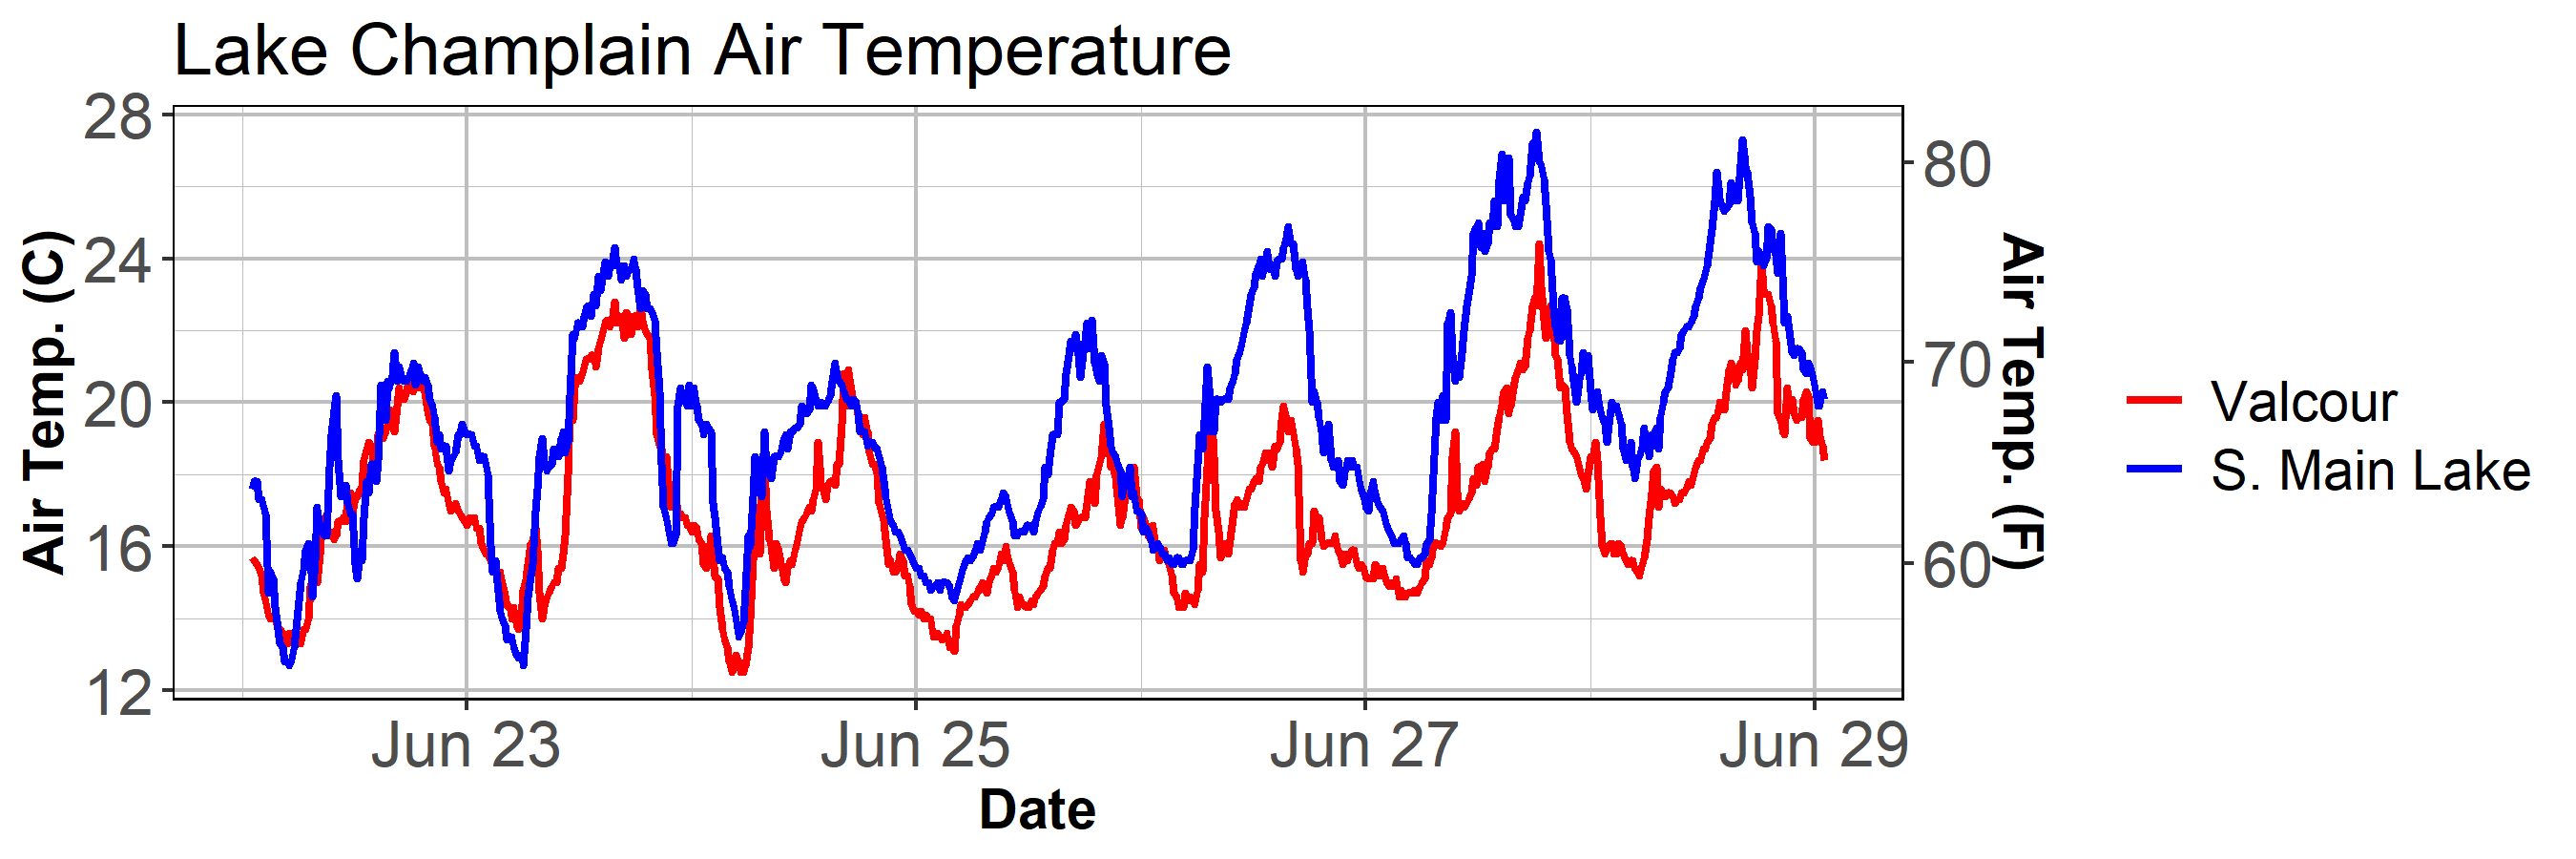 Lake Champlain Air Temperature
28
24
20
16
12
Air Temp. (C)
80
70
60
Air Temp. (F)
Jun 23
Jun 25
Jun 27
Jun 29
Date
Valcour
S. Main Lake